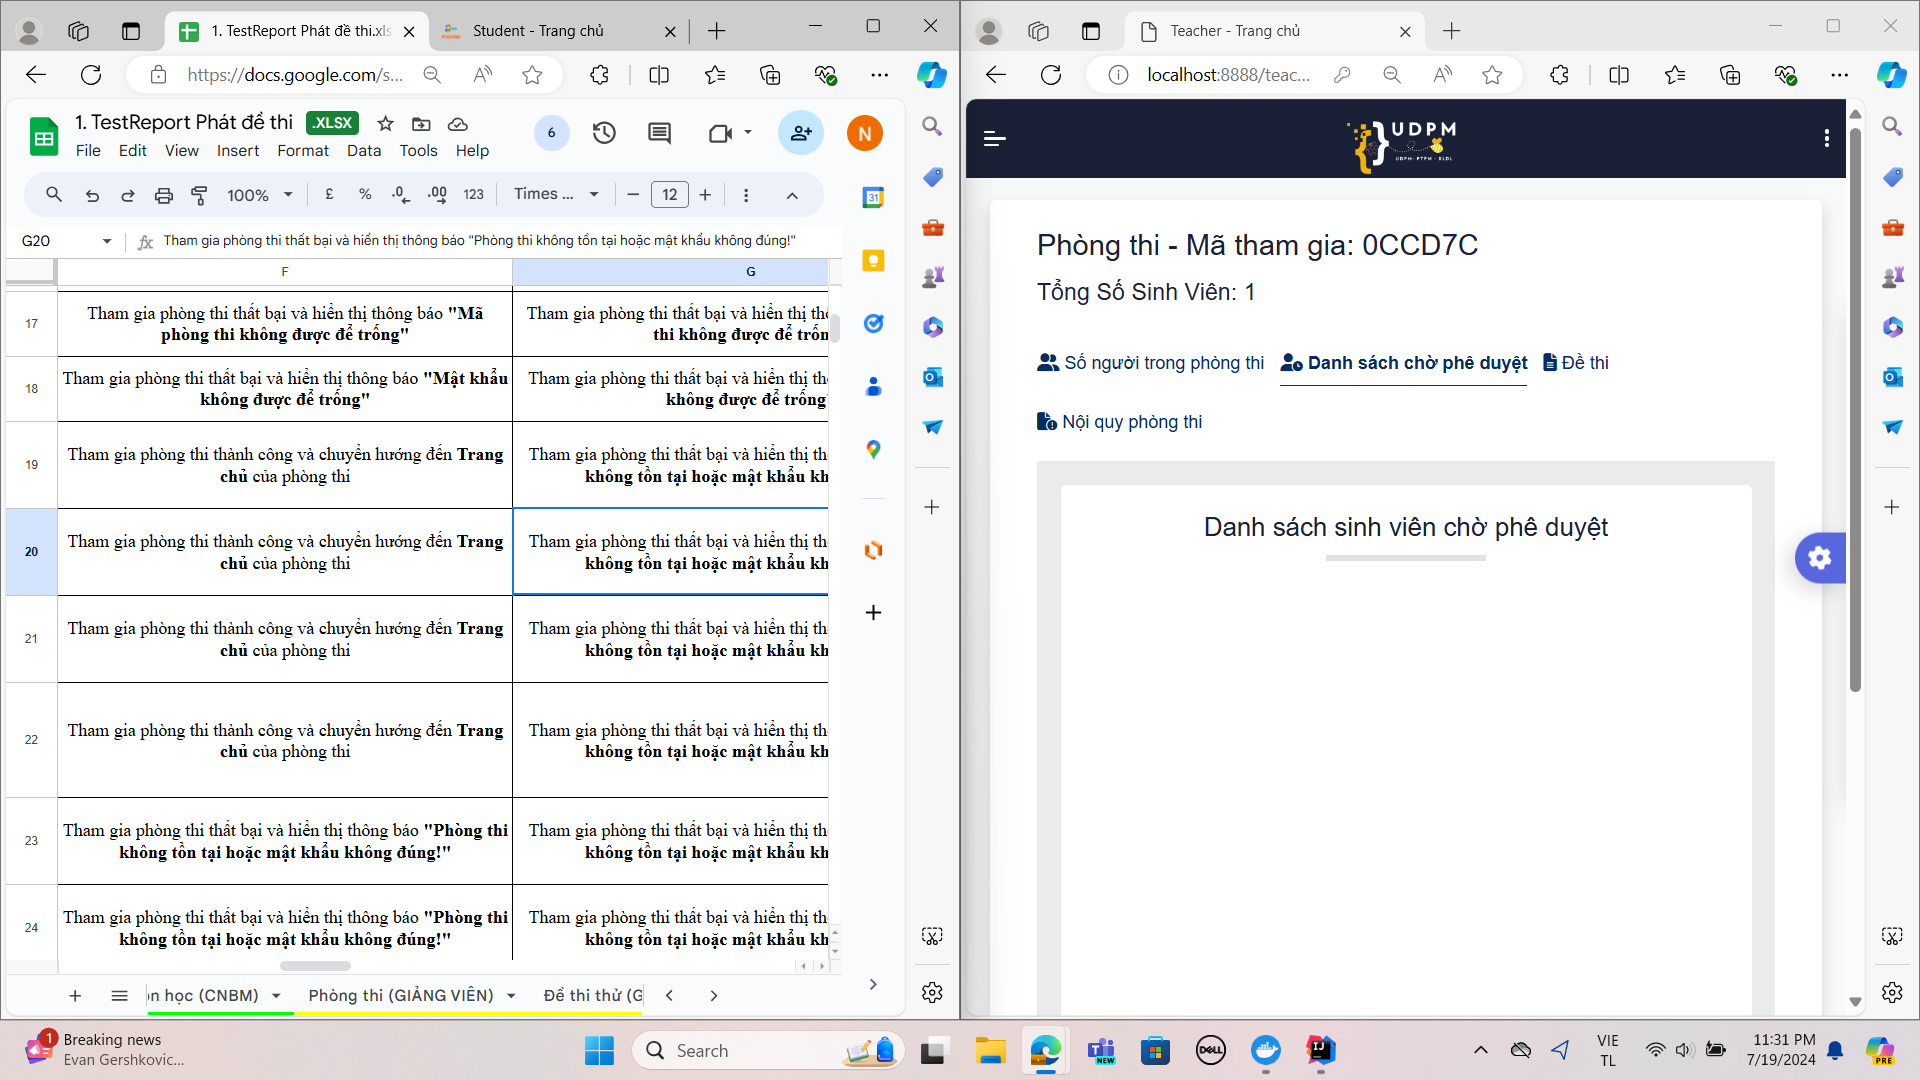 1. TestReport Phát đề thi.xls
Student - Trang chủ
https://docs.google.com/s...
1. TestReport Phát đề thi .XLSX
File Edit View Insert Format Data Tools Help
6
N
100% £ % .0 .00 123 Times ... 12
31
G20 fx Tham gia phòng thi thất bại và hiển thị thông báo "Phòng thi không tồn tại hoặc mật khẩu không đúng!"
F G
17
Tham gia phòng thi thất bại và hiển thị thông báo "Mã
phòng thi không được để trống"
Tham gia phòng thi thất bại và hiển thị
thi không được để
18
Tham gia phòng thi thất bại và hiển thị thông báo "Mật khẩu
không được để trống"
Tham gia phòng thi thất bại và hiển thị
không được để trống
19
Tham gia phòng thi thành công và chuyển hướng đến Trang
chủ của phòng thi
Tham gia phòng thi thất bại và hiển thị
không tồn tại hoặc mật khẩu
20
Tham gia phòng thi thành công và chuyển hướng đến Trang
chủ của phòng thi
Tham gia phòng thi thất bại và hiển thị
không tồn tại hoặc mật khẩu
21
Tham gia phòng thi thành công và chuyển hướng đến Trang
chủ của phòng thi
Tham gia phòng thi thất bại và hiển thị
không tồn tại hoặc mật khẩu
22
Tham gia phòng thi thành công và chuyển hướng đến Trang
chủ của phòng thi
Tham gia phòng thi thất bại và hiển thị
không tồn tại hoặc mật khẩu
23
Tham gia phòng thi thất bại và hiển thị thông báo "Phòng thi
không tồn tại hoặc mật khẩu không đúng!"
Tham gia phòng thi thất bại và hiển thị
không tồn tại hoặc mật khẩu
24
Tham gia phòng thi thất bại và hiển thị thông báo "Phòng thi
không tồn tại hoặc mật khẩu không đúng!"
Tham gia phòng thi thất bại và hiển thị
không tồn tại hoặc mật khẩu
học (CNBM) Phòng thi (GIẢNG VIÊN) Đề thi thử (G
Teacher - Trang chủ
localhost:8888/teac...
UDPM
UDPM- PTPM - XLDL
Phòng thi - Mã tham gia: 0CCD7C
Tổng Số Sinh Viên: 1
Số người trong phòng thi Danh sách chờ phê duyệt Đề thi
Nội quy phòng thi
Danh sách sinh viên chờ phê duyệt
1
Breaking news
Evan Gershkovic...
Search
NEW
DELL
VIE
TL
11:31 PM
7/19/2024
PRE